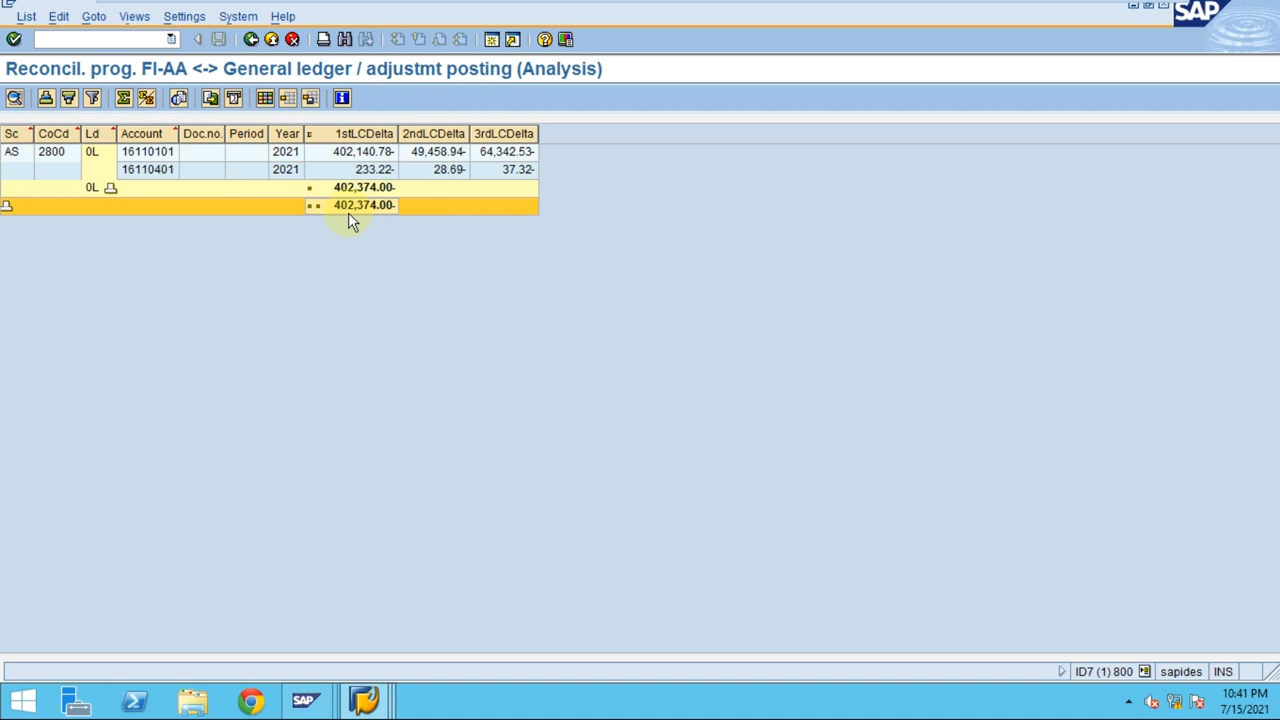 List Edit Goto Views Settings System Help
SAP
Reconcil. prog. FI-AA <-> General ledger / adjustmt posting (Analysis)
Sc CoCd Ld Account Doc.no. Period Year Σ 1stLCDelta 2ndLCDelta 3rdLCDelta
AS 2800 0L 16110101 2021 402,140.78- 49,458.94- 64,342.53-
16110401 2021 233.22- 28.69- 37.32-
0L 402,374.00-
402,374.00-
ID7 (1) 800 sapides INS
SAP
10:41 PM
7/15/2021